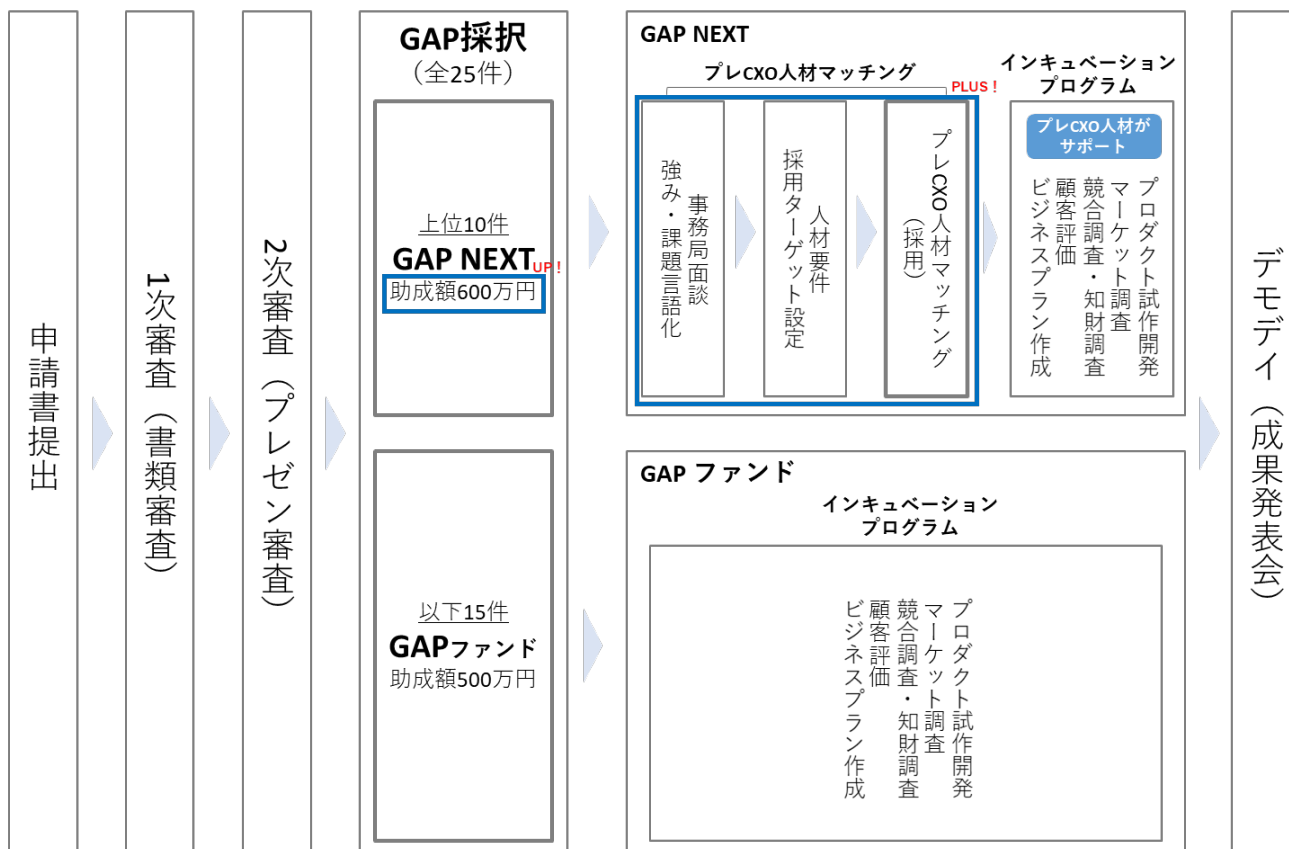 申請書提出
1次審査（書類審査）
2次審査（プレゼン審査）
GAP採択
（全25件）
上位10件
GAP NEXT
UP！
助成額600万円
以下15件
GAPファンド
助成額500万円
GAP NEXT
プレCXO人材マッチング
PLUS！
事務局面談
強み・課題言語化
人材要件
採用ターゲット設定
プレCXO人材マッチング
（採用）
インキュベーション
プログラム
プレCXO人材が
サポート
プロダクト試作開発
マーケット調査
競合調査・知財調査
顧客評価
ビジネスプラン作成
GAP ファンド
インキュベーション
プログラム
プロダクト試作開発
マーケット調査
競合調査・知財調査
顧客評価
ビジネスプラン作成
デモデイ（成果発表会）